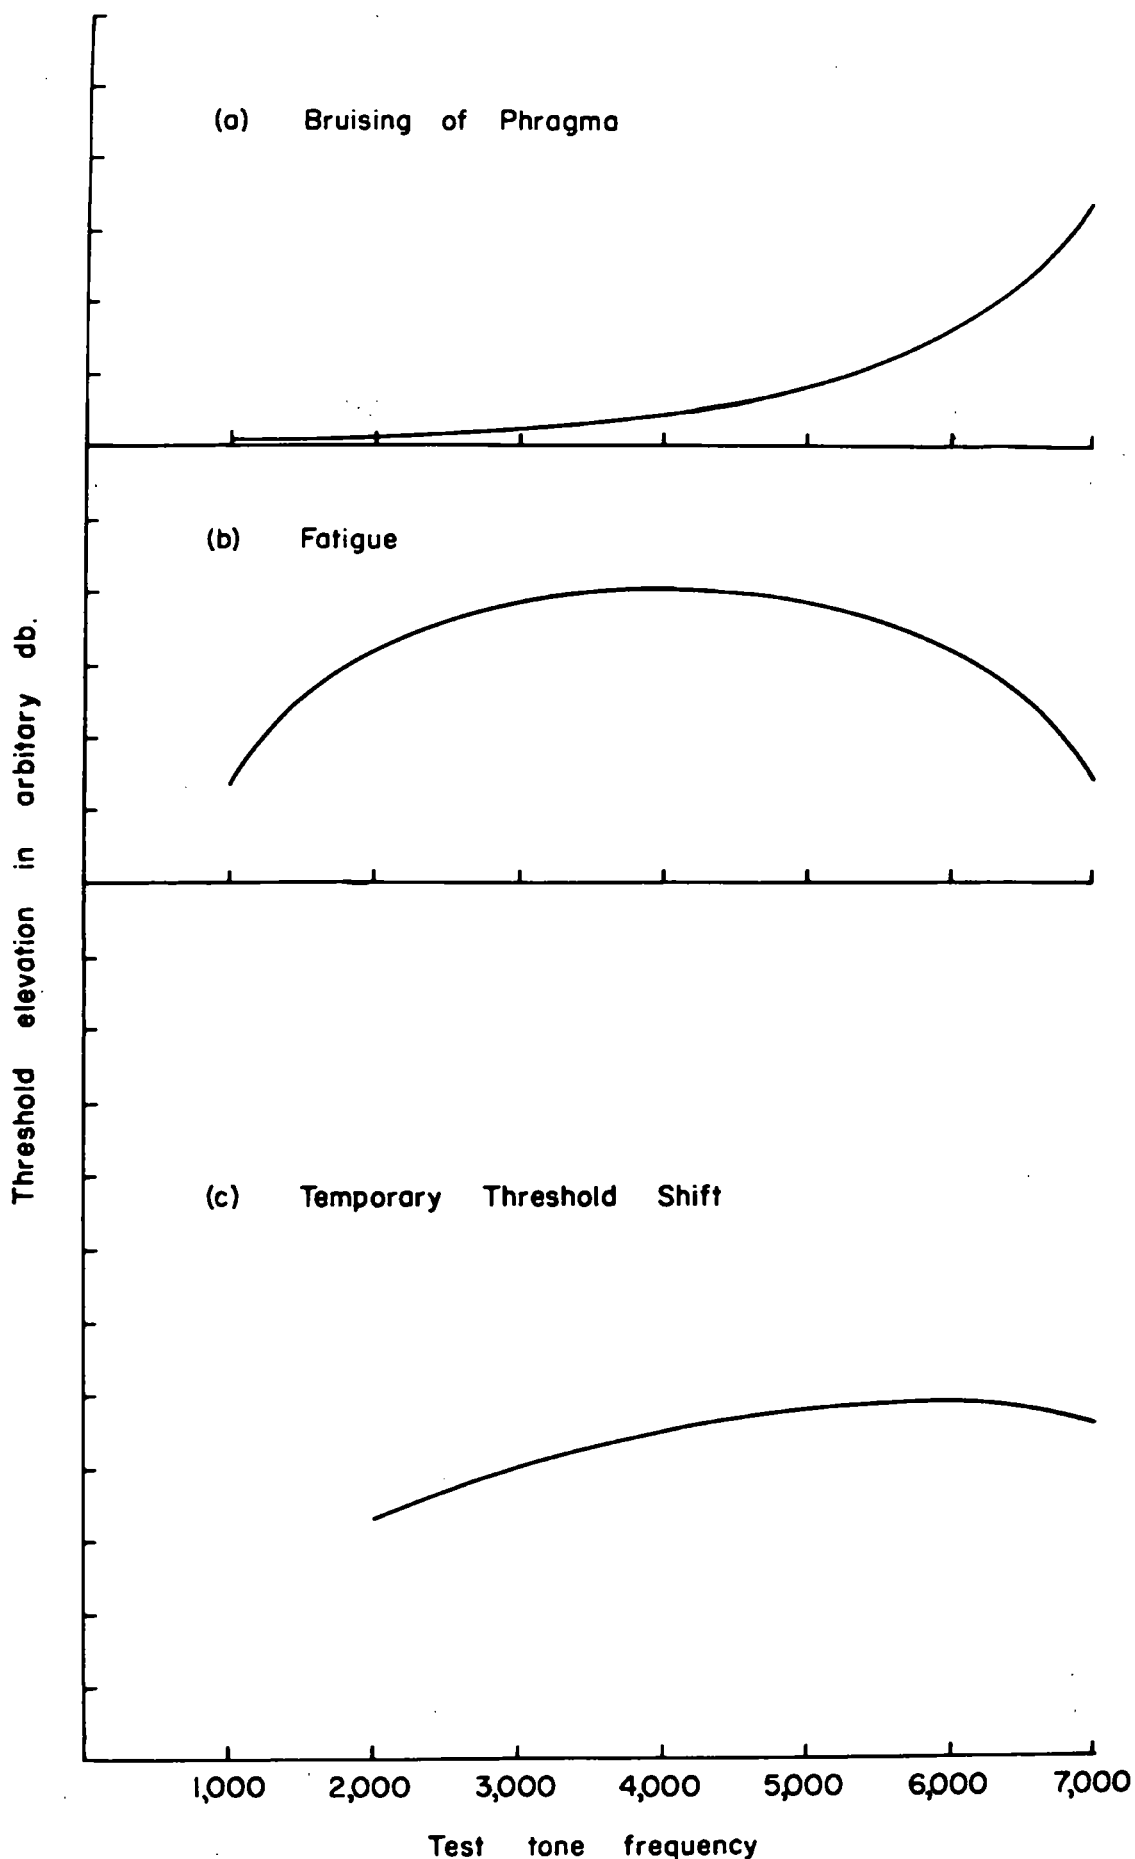 (a) Bruising of Phragma
(b) Fatigue
Threshold elevation in arbitary db.
(c) Temporary Threshold Shift
1,000 2,000 3,000 4,000 5,000 6,000 7,000
Test tone frequency